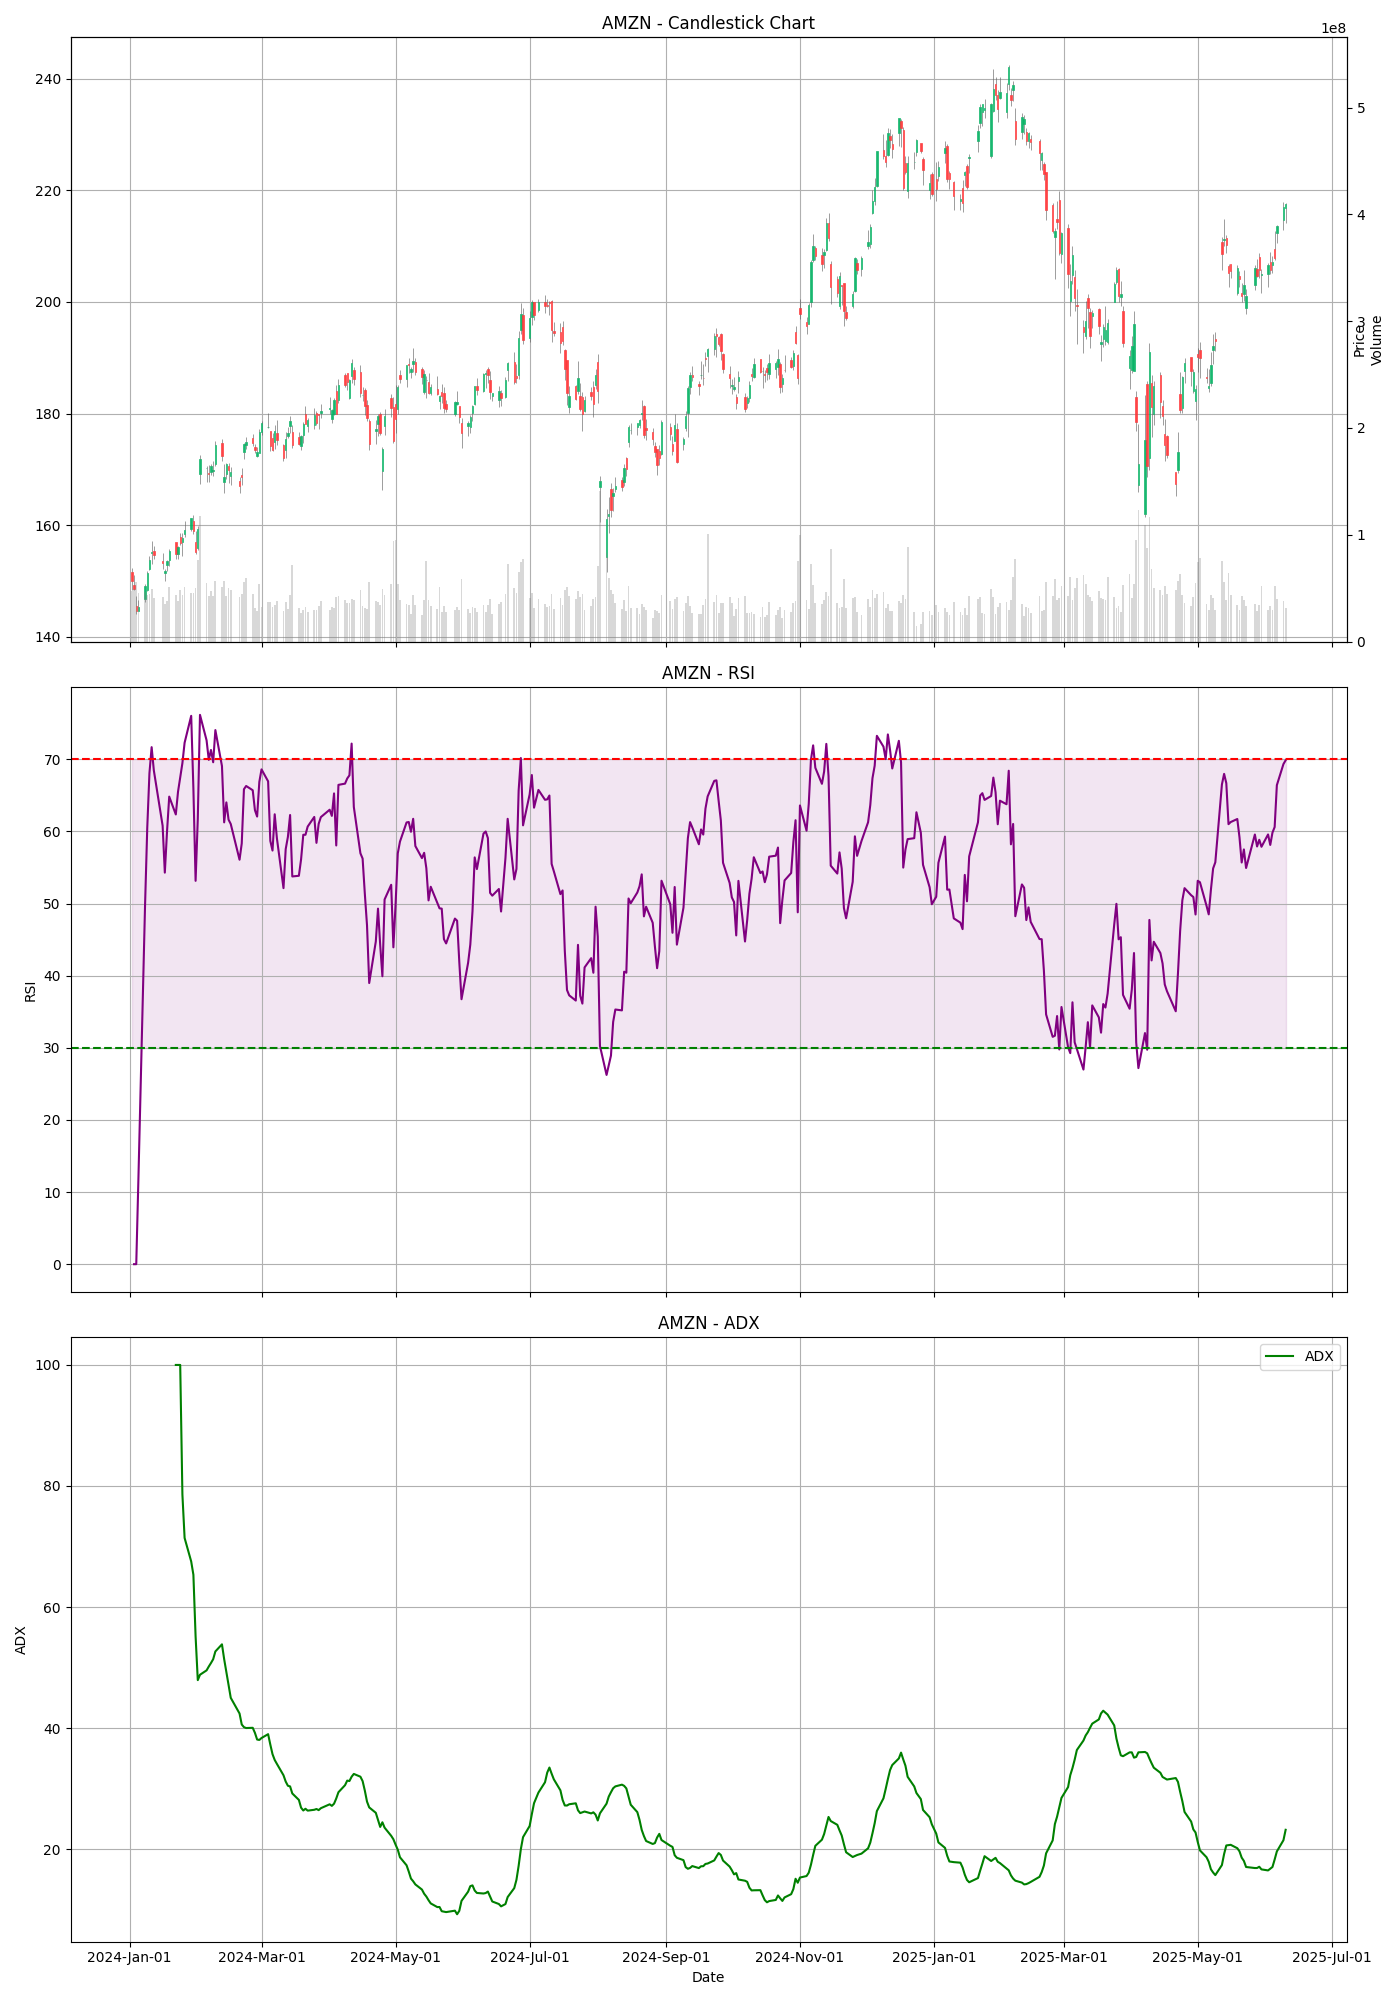 AMZN - Candlestick Chart
1e8
240
220
200
180
160
140
5
4
3
2
1
0
Price
Volume
AMZN - RSI
70
60
50
40
30
20
10
0
RSI
AMZN - ADX
ADX
100
80
60
40
20
ADX
2024-Jan-01
2024-Mar-01
2024-May-01
2024-Jul-01
2024-Sep-01
2024-Nov-01
2025-Jan-01
2025-Mar-01
2025-May-01
2025-Jul-01
Date